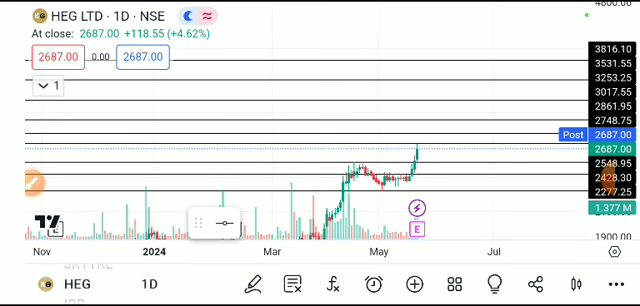 4800.00
HEG LTD · 1D · NSE
At close: 2687.00 +118.55 (+4.62%)
2687.00 0.00 2687.00
1
3816.10
3531.55
3253.25
3017.55
2861.95
2748.75
Post 2687.00
2687.00
2548.95
2428.30
2277.25
1.377 M
E
E
1900.00
Nov 2024 Mar May Jul
HEG 1D